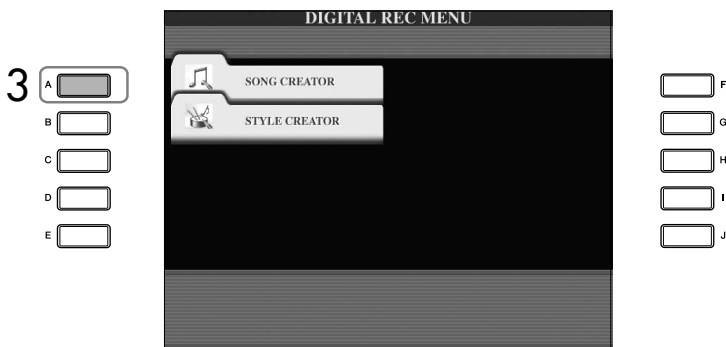 DIGITAL REC MENU
3
A
SONG CREATOR
F
B
STYLE CREATOR
G
C
H
D
I
E
J